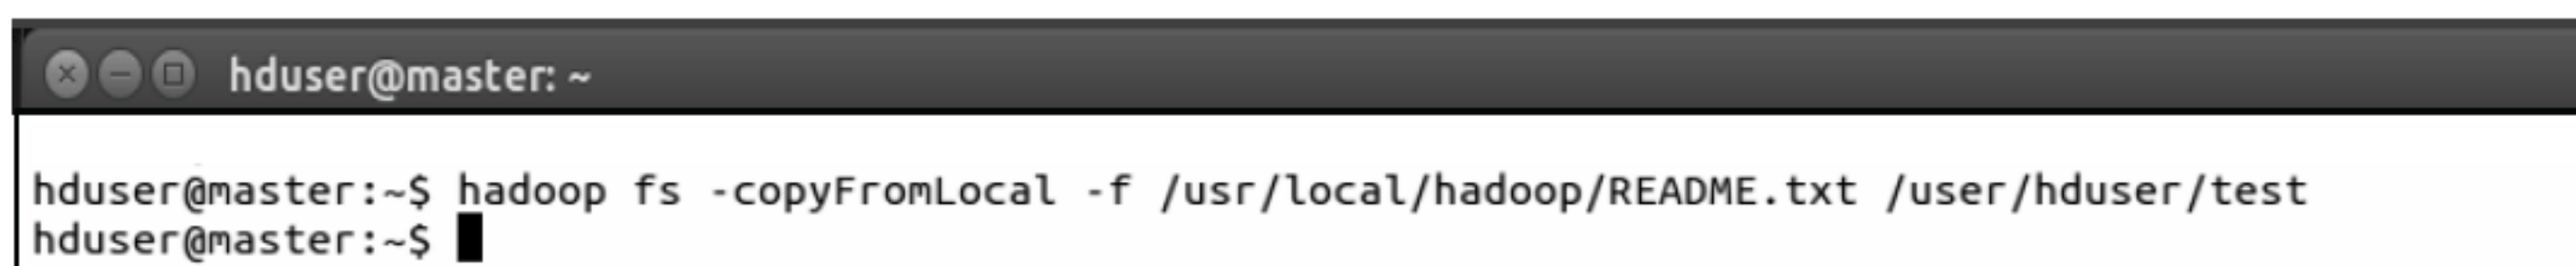 hduser@master: ~
hduser@master:~$ hadoop fs -copyFromLocal -f /usr/local/hadoop/README.txt /user/hduser/test
hduser@master:~$